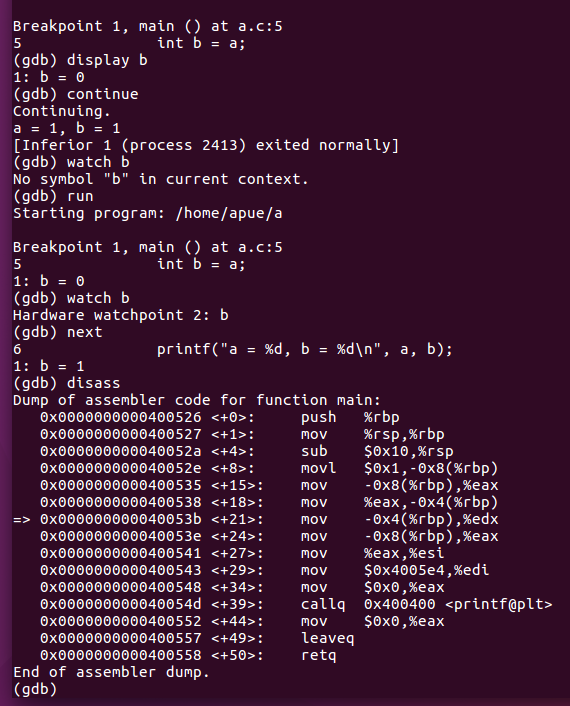 Breakpoint 1, main () at a.c:5
5               int b = a;
(gdb) display b
1: b = 0
(gdb) continue
Continuing.
a = 1, b = 1
[Inferior 1 (process 2413) exited normally]
(gdb) watch b
No symbol "b" in current context.
(gdb) run
Starting program: /home/apue/a

Breakpoint 1, main () at a.c:5
5               int b = a;
1: b = 0
(gdb) watch b
Hardware watchpoint 2: b
(gdb) next
6               printf("a = %d, b = %d\n", a, b);
1: b = 1
(gdb) disass
Dump of assembler code for function main:
   0x0000000000400526 <+0>:     push   %rbp
   0x0000000000400527 <+1>:     mov    %rsp,%rbp
   0x000000000040052a <+4>:     sub    $0x10,%rsp
   0x000000000040052e <+8>:     movl   $0x1,-0x8(%rbp)
   0x0000000000400535 <+15>:    mov    -0x8(%rbp),%eax
   0x0000000000400538 <+18>:    mov    %eax,-0x4(%rbp)
=> 0x000000000040053b <+21>:    mov    -0x4(%rbp),%edx
   0x000000000040053e <+24>:    mov    -0x8(%rbp),%eax
   0x0000000000400541 <+27>:    mov    %eax,%esi
   0x0000000000400543 <+29>:    mov    $0x4005e4,%edi
   0x0000000000400548 <+34>:    mov    $0x0,%eax
   0x000000000040054d <+39>:    callq  0x400400 <printf@plt>
   0x0000000000400552 <+44>:    mov    $0x0,%eax
   0x0000000000400557 <+49>:    leaveq
   0x0000000000400558 <+50>:    retq
End of assembler dump.
(gdb)